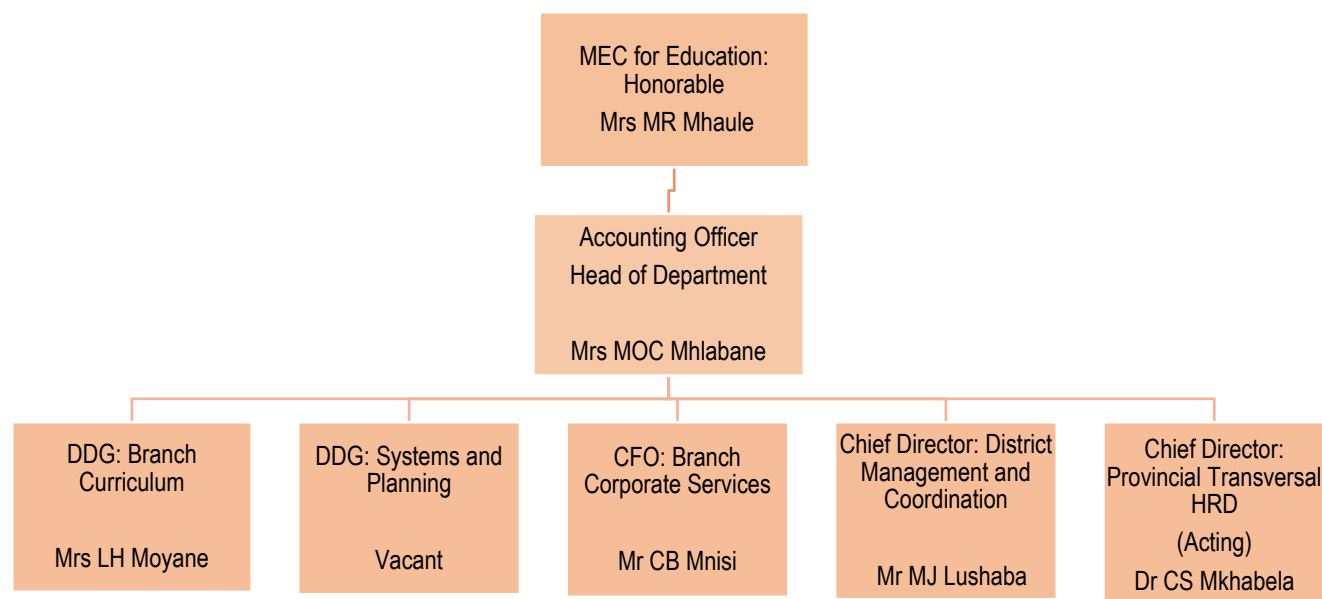 MEC for Education:
Honorable
Mrs MR Mhaule
Accounting Officer
Head of Department
Mrs MOC Mhlabane
DDG: Branch
Curriculum
Mrs LH Moyane
DDG: Systems and
Planning
Vacant
CFO: Branch
Corporate Services
Mr CB Mnisi
Chief Director: District
Management and
Coordination
Mr MJ Lushaba
Chief Director:
Provincial Transversal
HRD
(Acting)
Dr CS Mkhabela